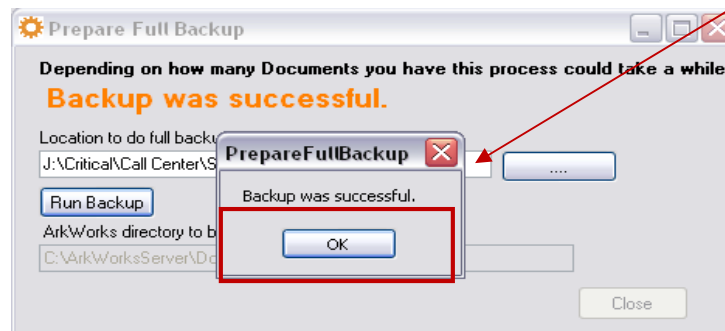 Prepare Full Backup
Depending on how many Documents you have this process could take a while
Backup was successful.
Location to do full backu
J:\Critical\Call Center\S
....
PrepareFullBackup
Backup was successful.
OK
Run Backup
ArkWorks directory to b
C:\ArkWorksServer\Do
Close